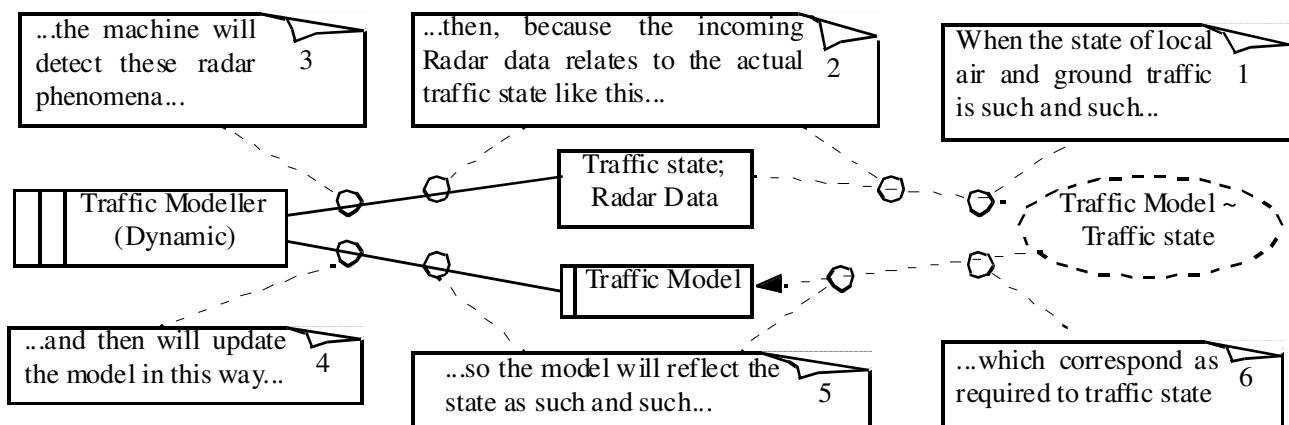 ...the machine will
detect these radar
phenomena...
3
...then, because the incoming
Radar data relates to the actual
traffic state like this...
2
When the state of local
air and ground traffic
is such and such...
1
Traffic Modeller
(Dynamic)
Traffic state;
Radar Data
Traffic Model ~
Traffic state
Traffic Model
...and then will update
the model in this way...
4
...so the model will reflect the
state as such and such...
5
...which correspond as
required to traffic state
6